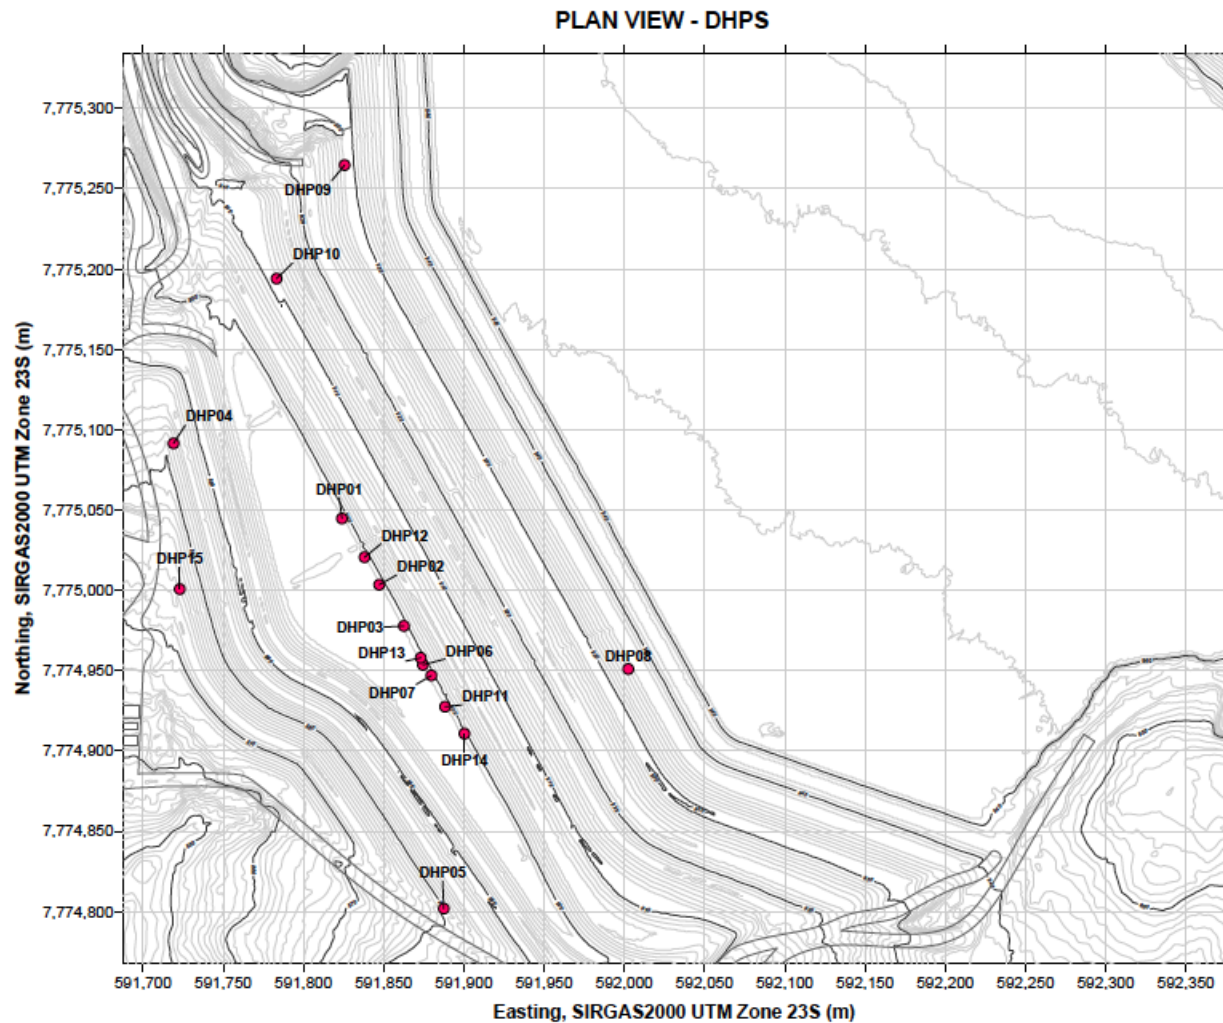 PLAN VIEW - DHPS
7,775,300
7,775,250
7,775,200
7,775,150
7,775,100
7,775,050
7,775,000
7,774,950
7,774,900
7,774,850
7,774,800
Northing, SIRGAS2000 UTM Zone 23S (m)
DHP09
DHP10
DHP04
DHP01
DHP12
DHP15
DHP02
DHP03
DHP13
DHP06
DHP08
DHP07
DHP11
DHP14
DHP05
591,700
591,750
591,800
591,850
591,900
591,950
592,000
592,050
592,100
592,150
592,200
592,250
592,300
592,350
Easting, SIRGAS2000 UTM Zone 23S (m)